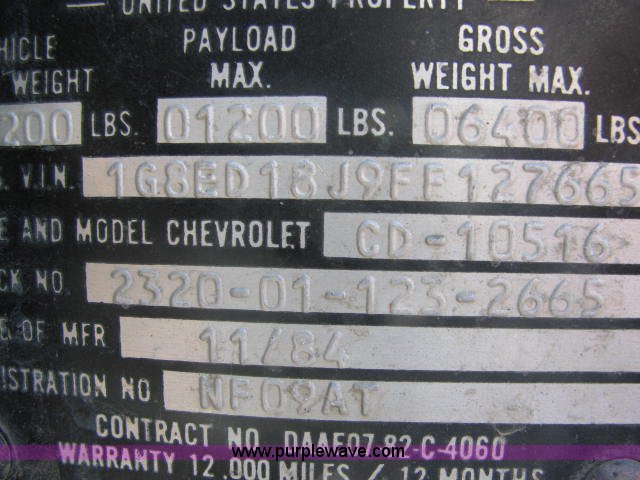 UNITED STATES PROPERTY
HICLE PAYLOAD GROSS
WEIGHT MAX. WEIGHT MAX.
200 LBS. 01200 LBS. 06400 LBS
S. V.I.N. 1G8ED18J9FF127665
E AND MODEL CHEVROLET CD-10516
CK NO. 2320-01-123-2665
OF MFR 11/84
ISTRATION NO. NF09AT
CONTRACT NO. DAAE07-82-C-4060
www.purplewave.com
WARRANTY 12,000 MILES / 12 MONTHS